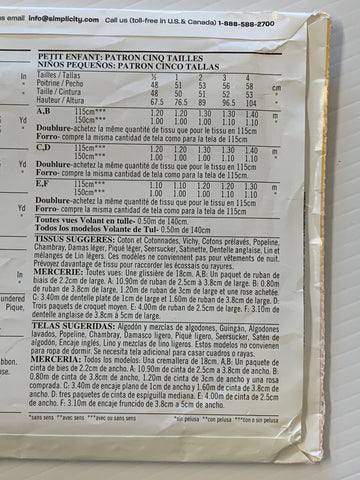 s email info@simplicity.com Call us (toll-free in U.S. & Canada) 1-888-588-2700
PETIT ENFANT: PATRON CINQ TAILLES
NIÑOS PEQUEÑOS: PATRON CINCO TALLAS
Tailles / Tallas ½ 1 2 3 4
In Poitrine / Pecho 48 51 53 56 58 cm
" Taille / Cintura 48 50 51 52 53 "
" Hauteur / Altura 67.5 76.5 89 96.5 104 "
A,B 115cm*** 1.20 1.20 1.30 1.30 1.40 m
Yd 150cm*** 1.00 1.00 1.00 1.10 1.10 "
Doublure-achetez la même quantité de tissu que pour le tissu en 115cm
Forro- compre la misma cantidad de tela como para la tela de 115cm
C,D 115cm*** 1.20 1.20 1.30 1.30 1.40 m
Yd 150cm*** 1.00 1.00 1.00 1.10 1.10 "
Doublure-achetez la même quantité de tissu que pour le tissu en 115cm
Forro- compre la misma cantidad de tela como para la tela de 115cm
E,F 115cm*** 1.10 1.10 1.20 1.20 1.20 m
Yd 150cm*** 1.00 1.00 1.00 1.00 1.10 "
Doublure-achetez la même quantité de tissu que pour le tissu en 115cm
Forro- compre la misma cantidad de tela como para la tela de 115cm
Toutes vues Volant en tulle- 0.50m de 140cm.
Todos los modelos Volante de Tul- 0.50m de 140cm
TISSUS SUGGERES: Coton et Cotonnades, Vichy, Cotons prélavés, Popeline,
Chambray, Damas léger, Piqué léger, Seersucker, Satinette, Dentelle anglaise, Lin et
mélanges de Lin légers. Ces modèles ne conviennent pas pour vêtements de nuit.
Prévoyez davantage de tissu pour raccorder les écossais ou rayures.
In MERCERIE: Toutes vues: Une glissière de 18cm. A,B: Un paquet de ruban
" de biais de 2.2cm de large. A: 10.90m de ruban de 2.5cm à 3.8cm de large. B: 0.80m
de ruban de 3.8cm de large, 1.20m de ruban de 3cm de large et une rose achetée.
undered C: 3.40m de dentelle plate de 1cm de large et 1.60m de ruban de 3.8cm de large. D:
Pique, Trois paquets de croquet moyen. E: 4.00m de ruban de 2.5cm de large. F: 3.10m de
dentelle anglaise de 3.8cm à 5cm de large.
TELAS SUGERIDAS: Algodón y mezclas de algodones, Guingán, Algodones
lavados, Popelina, Chambray, Damasco ligero, Piqué ligero, Seersucker, Satén de
algodón, Encaje inglés, Lino y mezclas de lino ligeros. Estos modelos no convienen
para ropa de dormir. Se necesita tela adicional para casar cuadros o rayas.
bbon, MERCERIA: Todos los modelos: Una cremallera de 18cm. A,B: Un paquete de
cinta de bies de 2.2cm de ancho. A: 10.90m de cinta de 2.5cm a 3.8cm de ancho. B:
0.80m de cinta de 3.8cm de ancho, 1.20m de cinta de 3cm de ancho y una rosa
ose. comprada. C: 3.40m de encaje plano de 1cm de ancho y 1.60m de cinta de 3.8cm de
ancho. D: tres paquetes de cinta de espiguilla mediana. E: 4.00m de cinta de 2.5cm
de ancho. F: 3.10m de encaje fruncido de 3.8cm a 5cm de ancho.
*sans sens **avec sens ***avec ou sans sens *sin pelusa **con pelusa ***con o sin pelusa